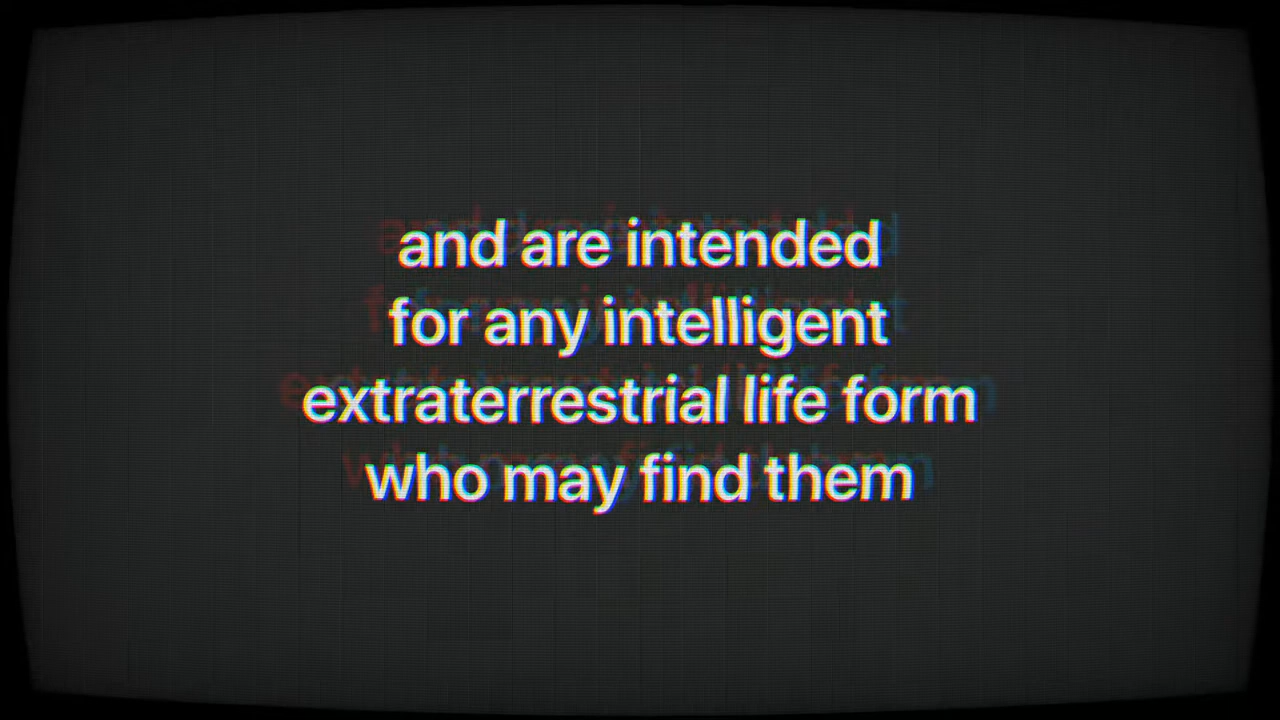 and are intended
for any intelligent
extraterrestrial life form
who may find them